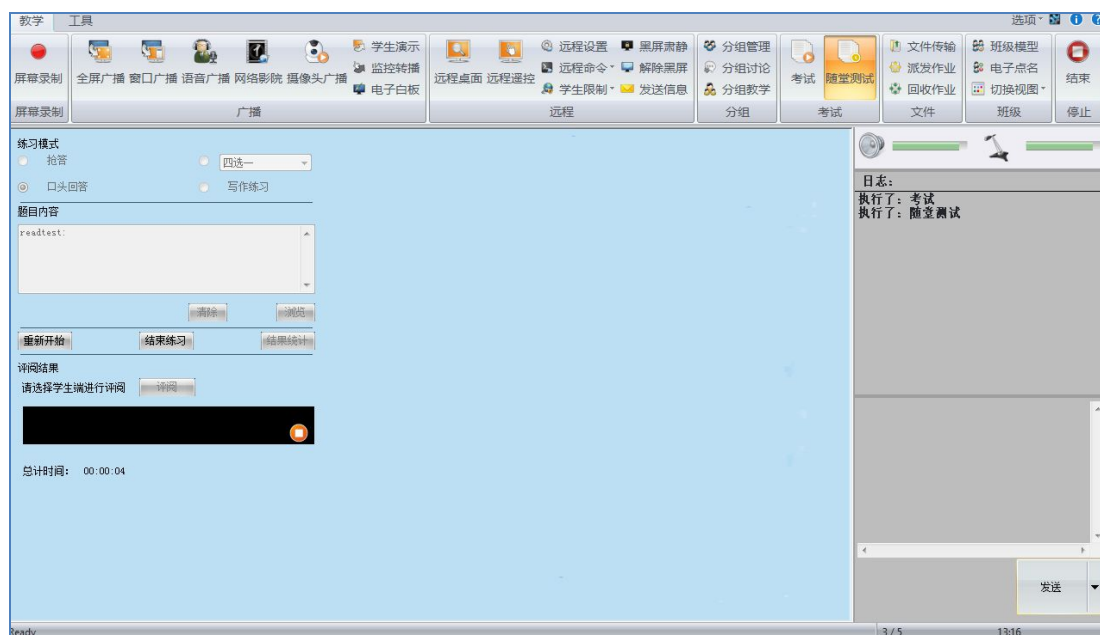 教学 工具 选项
屏幕录制 全屏广播 窗口广播 语音广播 网络影院 摄像头广播 学生演示 监控转播 电子白板 远程桌面 远程遥控 远程设置 黑屏肃静 远程命令 解除黑屏 学生限制 发送信息 分组管理 分组讨论 分组教学 考试 随堂测试 文件传输 派发作业 回收作业 班级模型 电子点名 切换视图 结束
屏幕录制 广播 远程 分组 考试 文件 班级 停止
练习模式
抢答 四选一
口头回答 写作练习
题目内容
readtest:
清除 浏览
重新开始 结束练习 结果统计
评阅结果
请选择学生端进行评阅 评阅
总计时间: 00:00:04
日志:
执行了: 考试
执行了: 随堂测试
发送
Ready 3/5 13:16